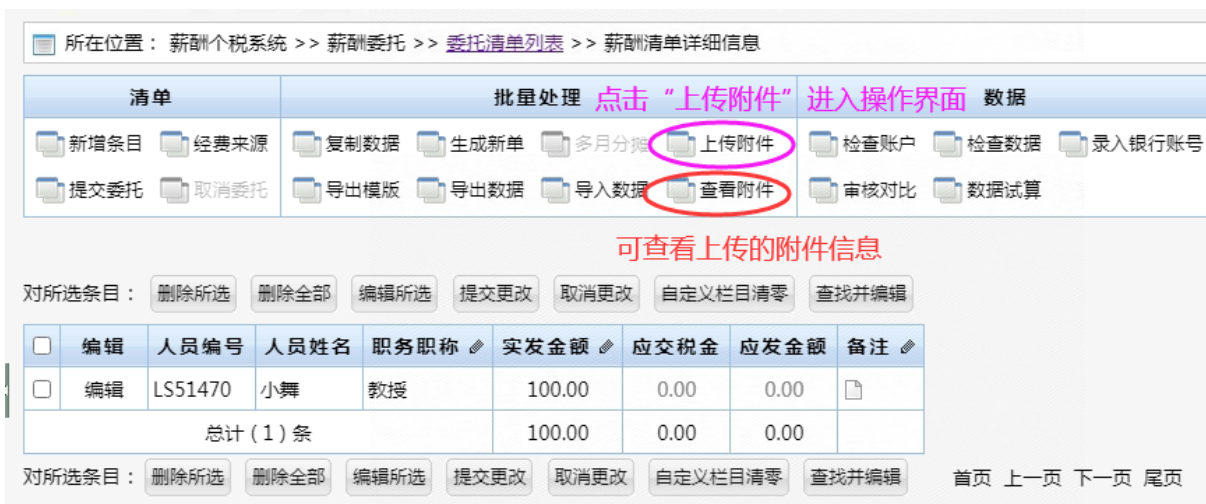 所在位置： 薪酬个税系统 >> 薪酬委托 >> 委托清单列表 >> 薪酬清单详细信息
清单 批量处理 点击“上传附件”进入操作界面 数据
新增条目 经费来源 复制数据 生成新单 多月分摊 上传附件 检查账户 检查数据 录入银行账号
提交委托 取消委托 导出模版 导出数据 导入数据 查看附件 审核对比 数据试算
可查看上传的附件信息
对所选条目： 删除所选 删除全部 编辑所选 提交更改 取消更改 自定义栏目清零 查找并编辑
编辑 人员编号 人员姓名 职务职称 实发金额 应交税金 应发金额 备注
编辑 LS51470 小舞 教授 100.00 0.00 0.00
总计 ( 1 ) 条 100.00 0.00 0.00
对所选条目： 删除所选 删除全部 编辑所选 提交更改 取消更改 自定义栏目清零 查找并编辑 首页 上一页 下一页 尾页